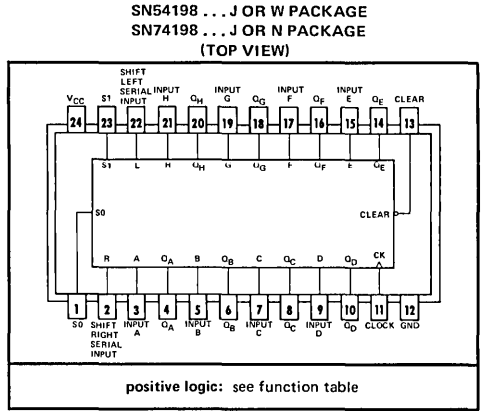 SN54198 ... J OR W PACKAGE
SN74198 ... J OR N PACKAGE
(TOP VIEW)
SHIFT
LEFT
SERIAL
INPUT
INPUT
H
INPUT
G
INPUT
F
INPUT
E
VCC S1 QH QG QF QE CLEAR
24 23 22 21 20 19 18 17 16 15 14 13
S1 L H QH G QG F QF E QE
S0
CLEAR
R A QA B QB C QC D QD CK
1 2 3 4 5 6 7 8 9 10 11 12
S0
SHIFT
RIGHT
SERIAL
INPUT
INPUT
A
QA
INPUT
B
QB
INPUT
C
QC
INPUT
D
QD
CLOCK
GND
positive logic: see function table